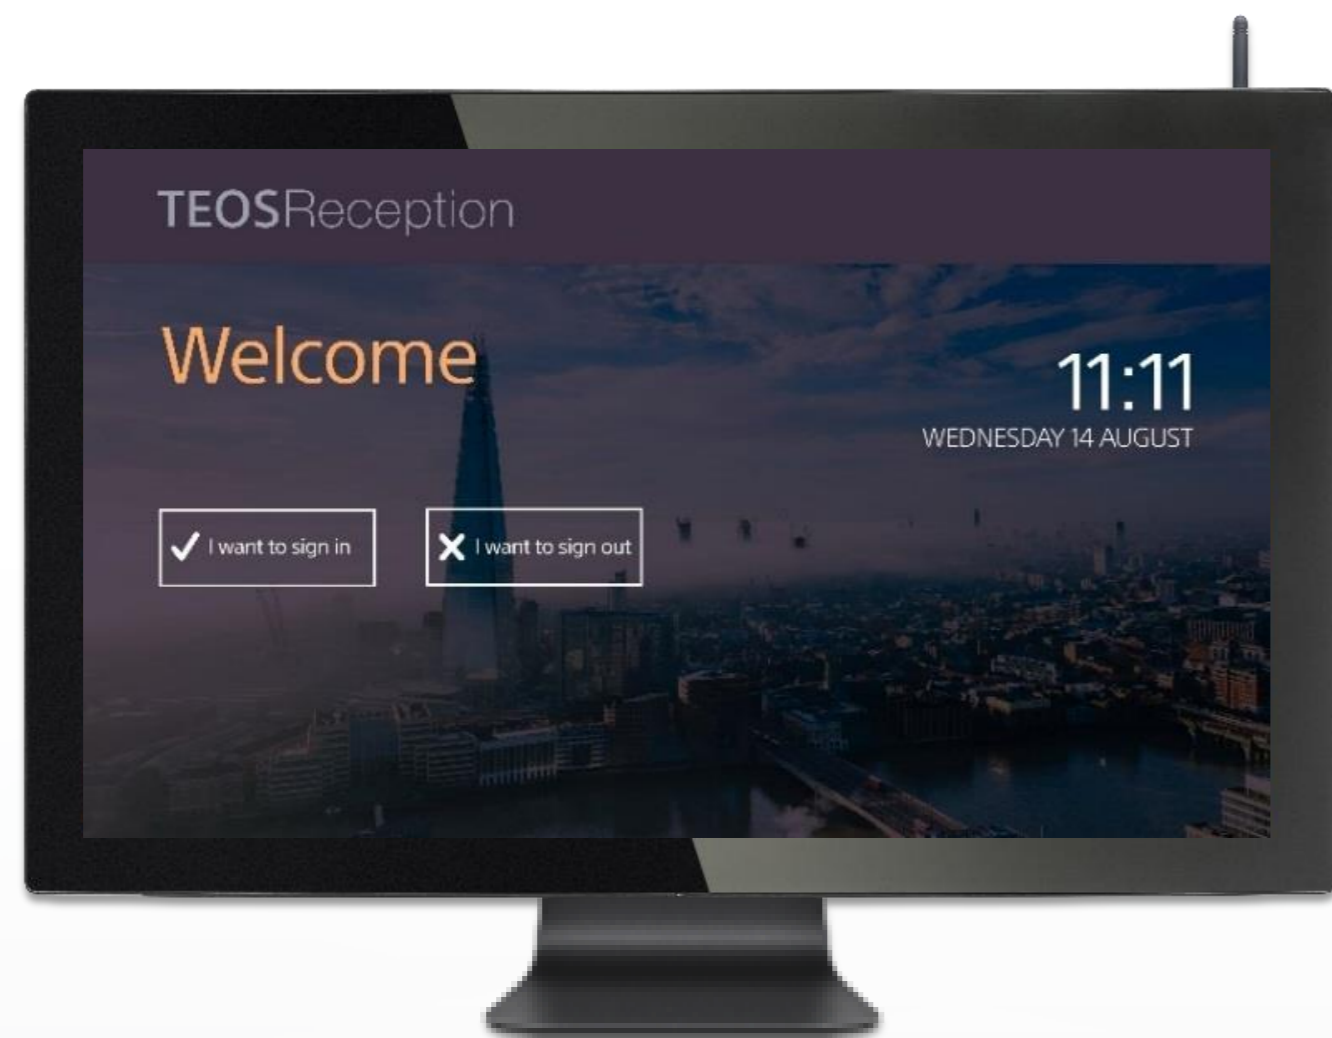 TEOSReception
Welcome
11:11
WEDNESDAY 14 AUGUST
I want to sign in
I want to sign out